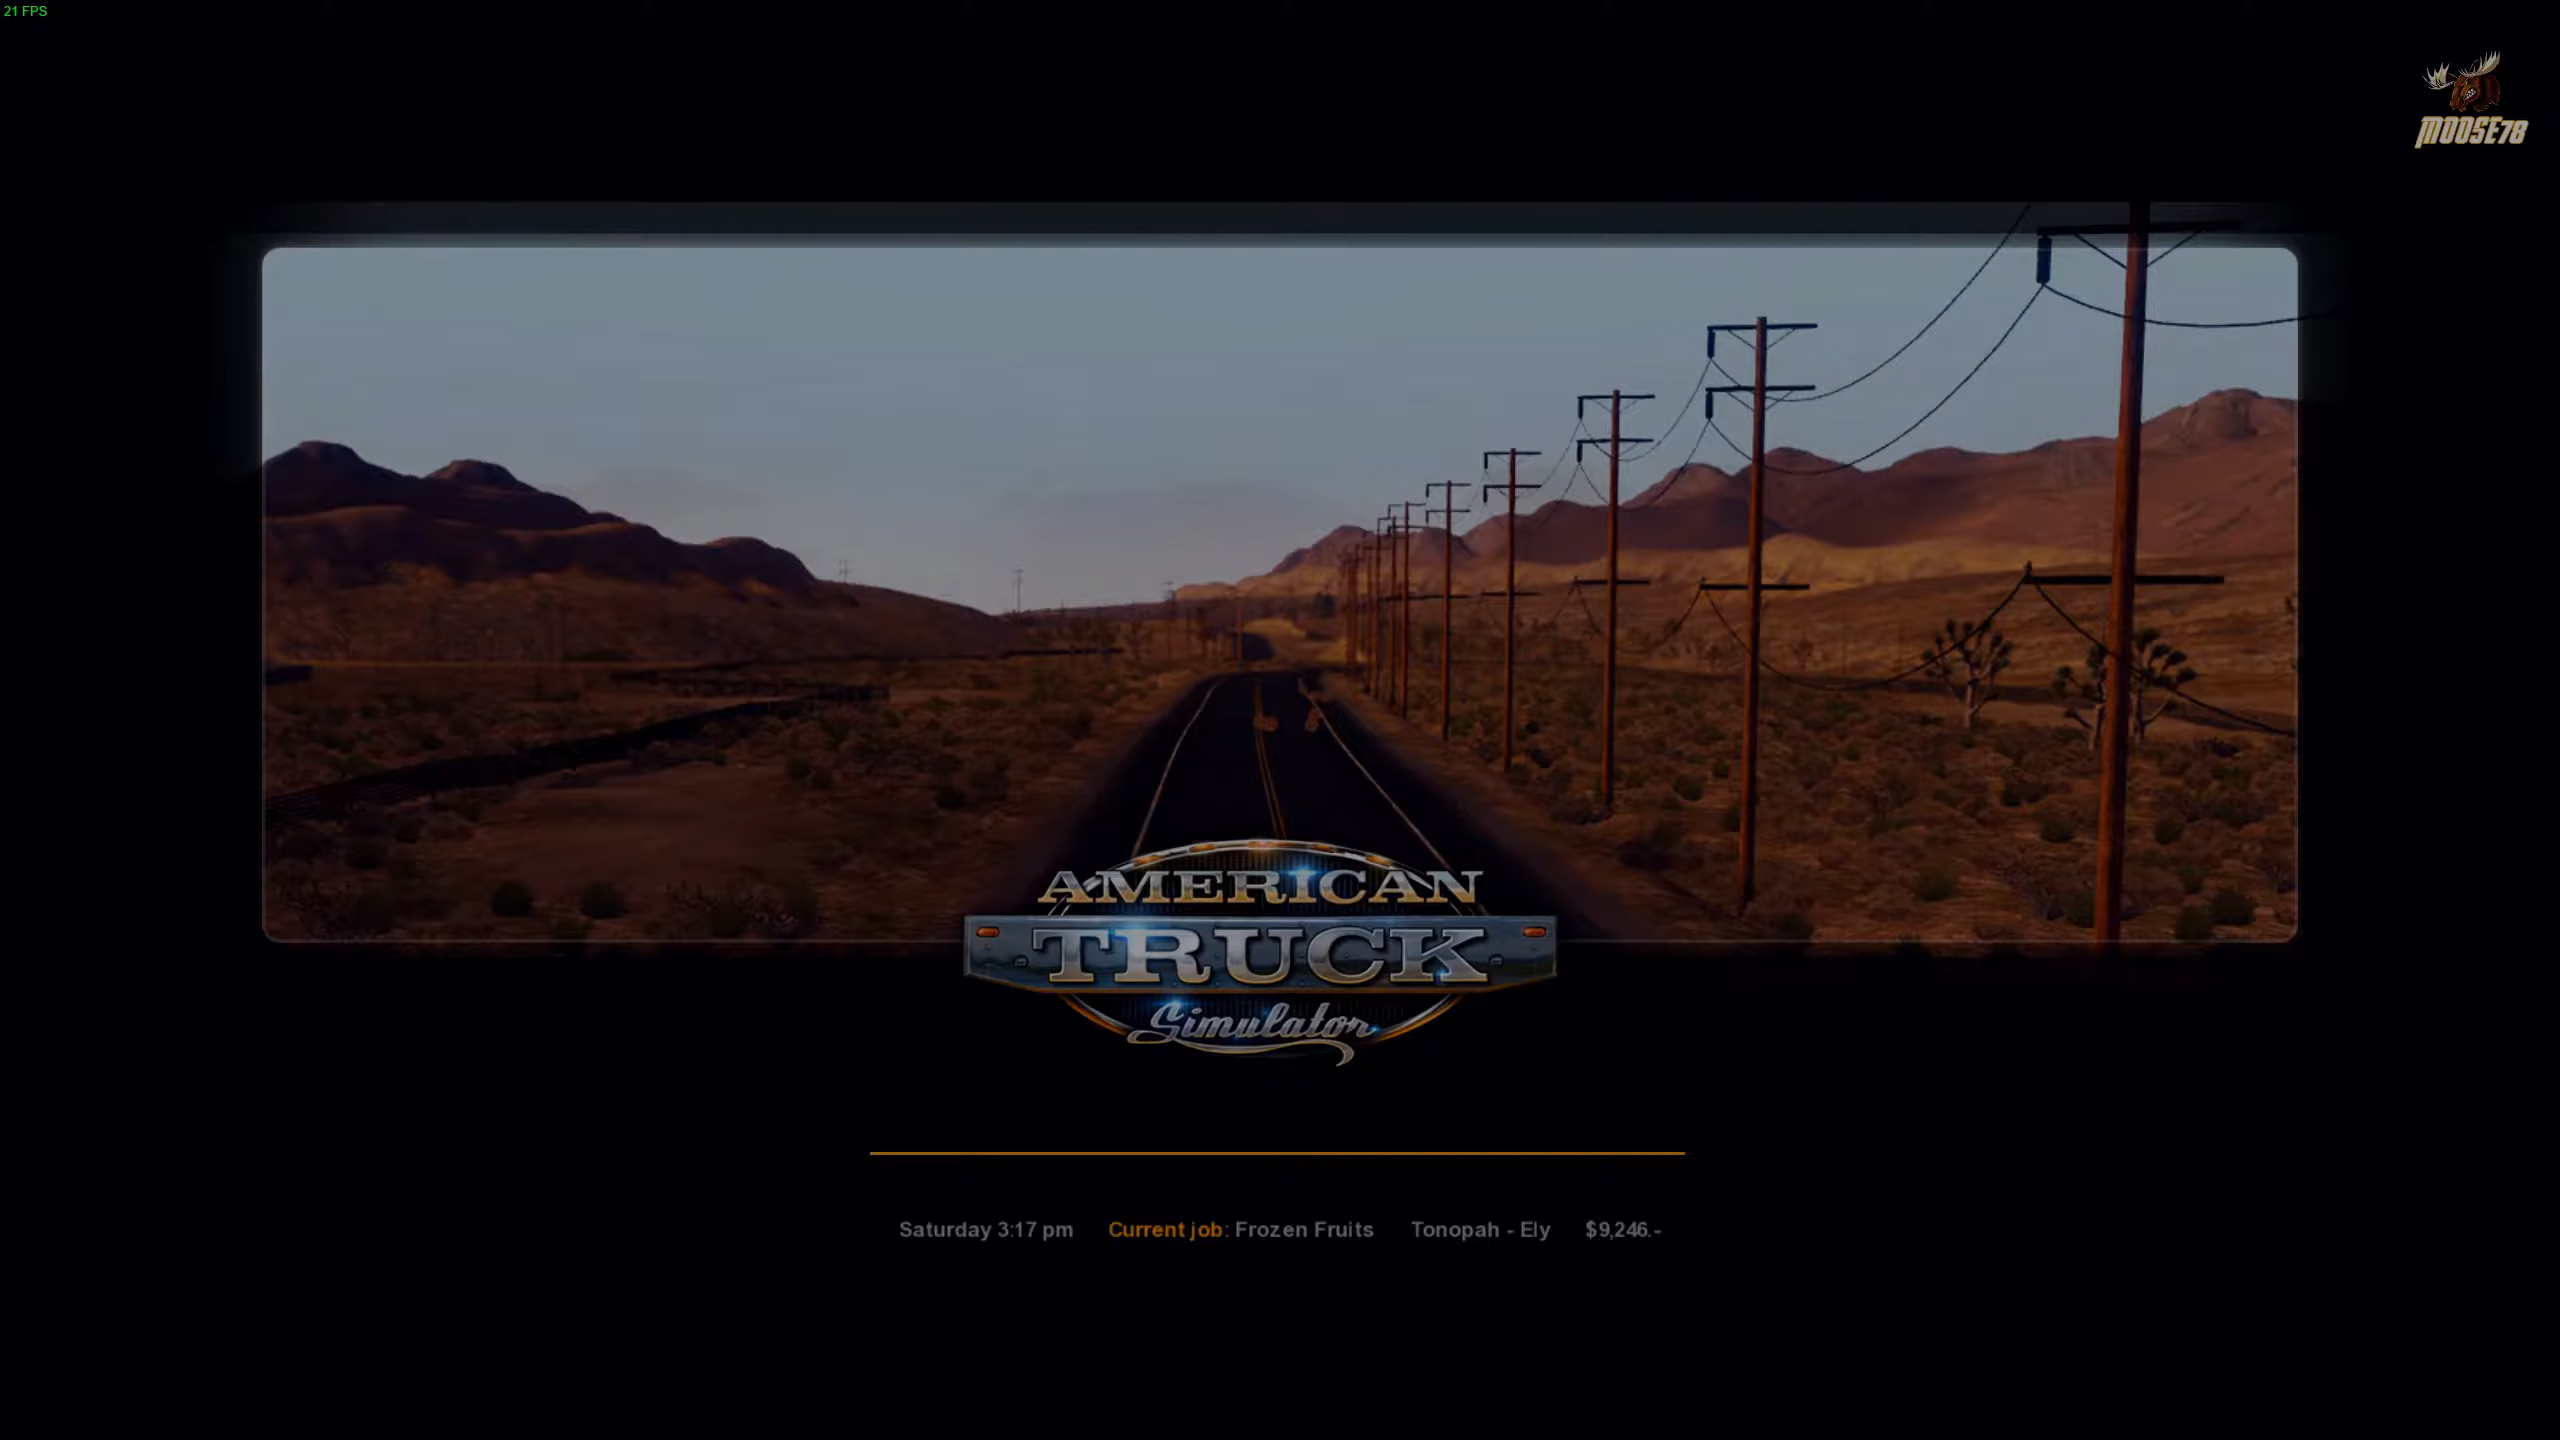 21 FPS
MOOSE78
AMERICAN
TRUCK
Simulator
Saturday 3:17 pm Current job: Frozen Fruits Tonopah - Ely $9,246.-